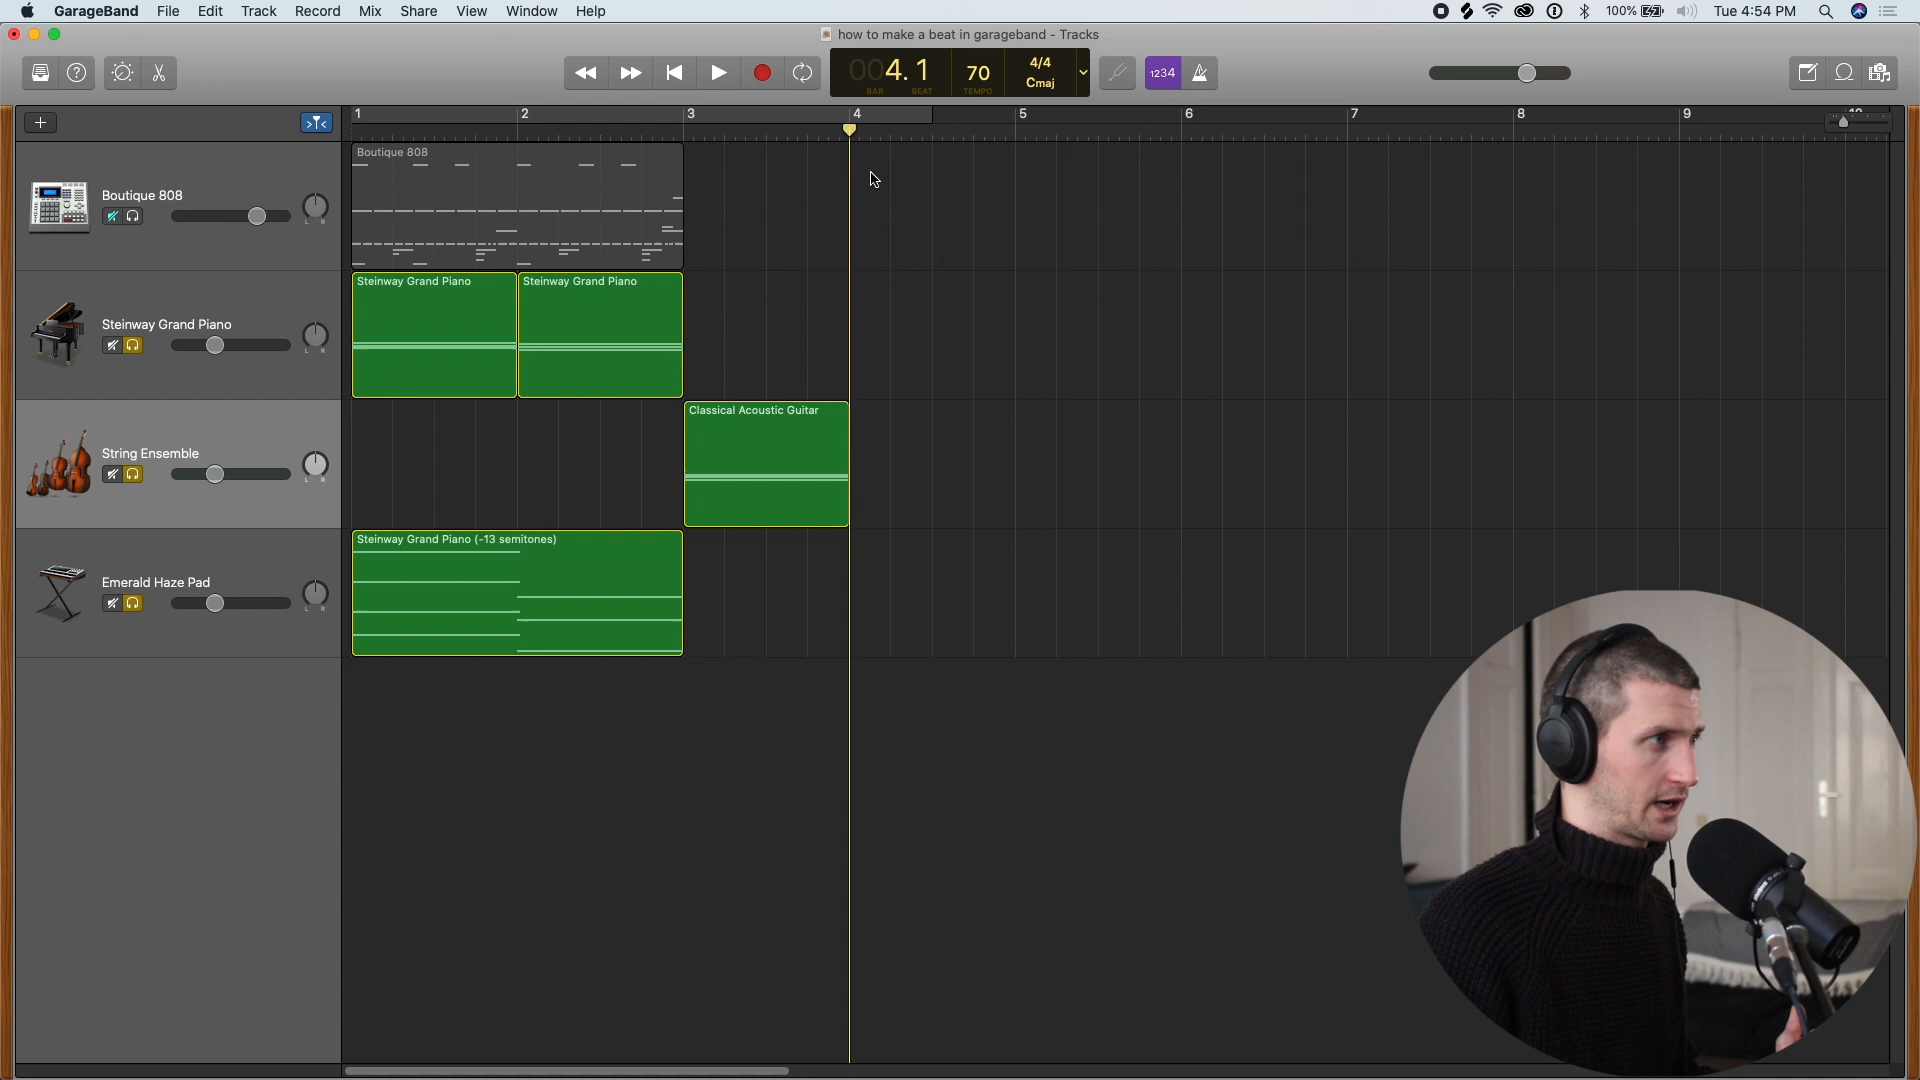 GarageBand File Edit Track Record Mix Share View Window Help
100% Tue 4:54 PM
how to make a beat in garageband - Tracks
004. 1 70 4/4
Cmaj
BAR BEAT TEMPO
1234
1 2 3 4 5 6 7 8 9 10
Boutique 808
Boutique 808
L R
Steinway Grand Piano Steinway Grand Piano
Steinway Grand Piano
L R
Classical Acoustic Guitar
String Ensemble
L R
Steinway Grand Piano (-13 semitones)
Emerald Haze Pad
L R